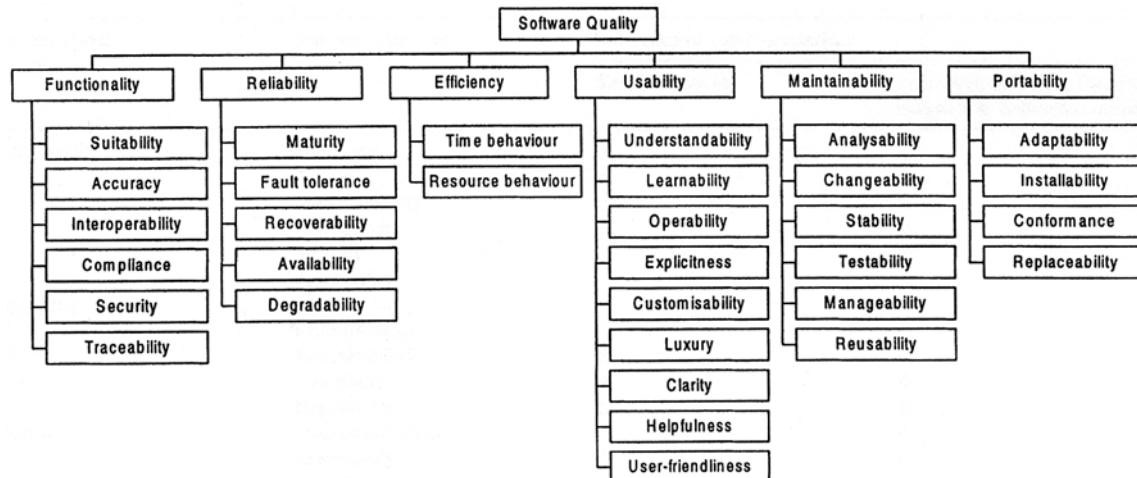 Software Quality
Functionality
Reliability
Efficiency
Usability
Maintainability
Portability
Suitability
Accuracy
Interoperability
Compliance
Security
Traceability
Maturity
Fault tolerance
Recoverability
Availability
Degradability
Time behaviour
Resource behaviour
Understandability
Learnability
Operability
Explicitness
Customisability
Luxury
Clarity
Helpfulness
User-friendliness
Analysability
Changeability
Stability
Testability
Manageability
Reusability
Adaptability
Installability
Conformance
Replaceability